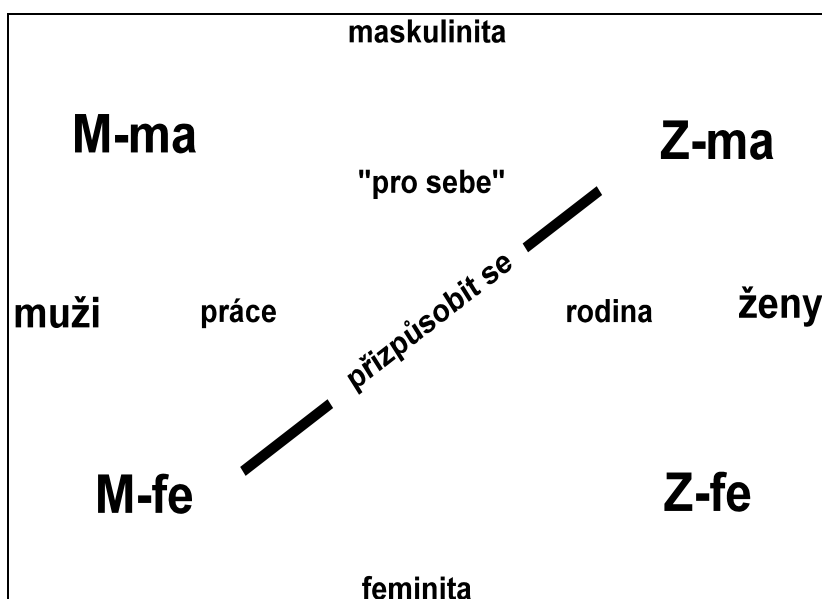 maskulinita
M-ma
Z-ma
"pro sebe"
přizpůsobit se
muži
práce
rodina
ženy
M-fe
Z-fe
feminita